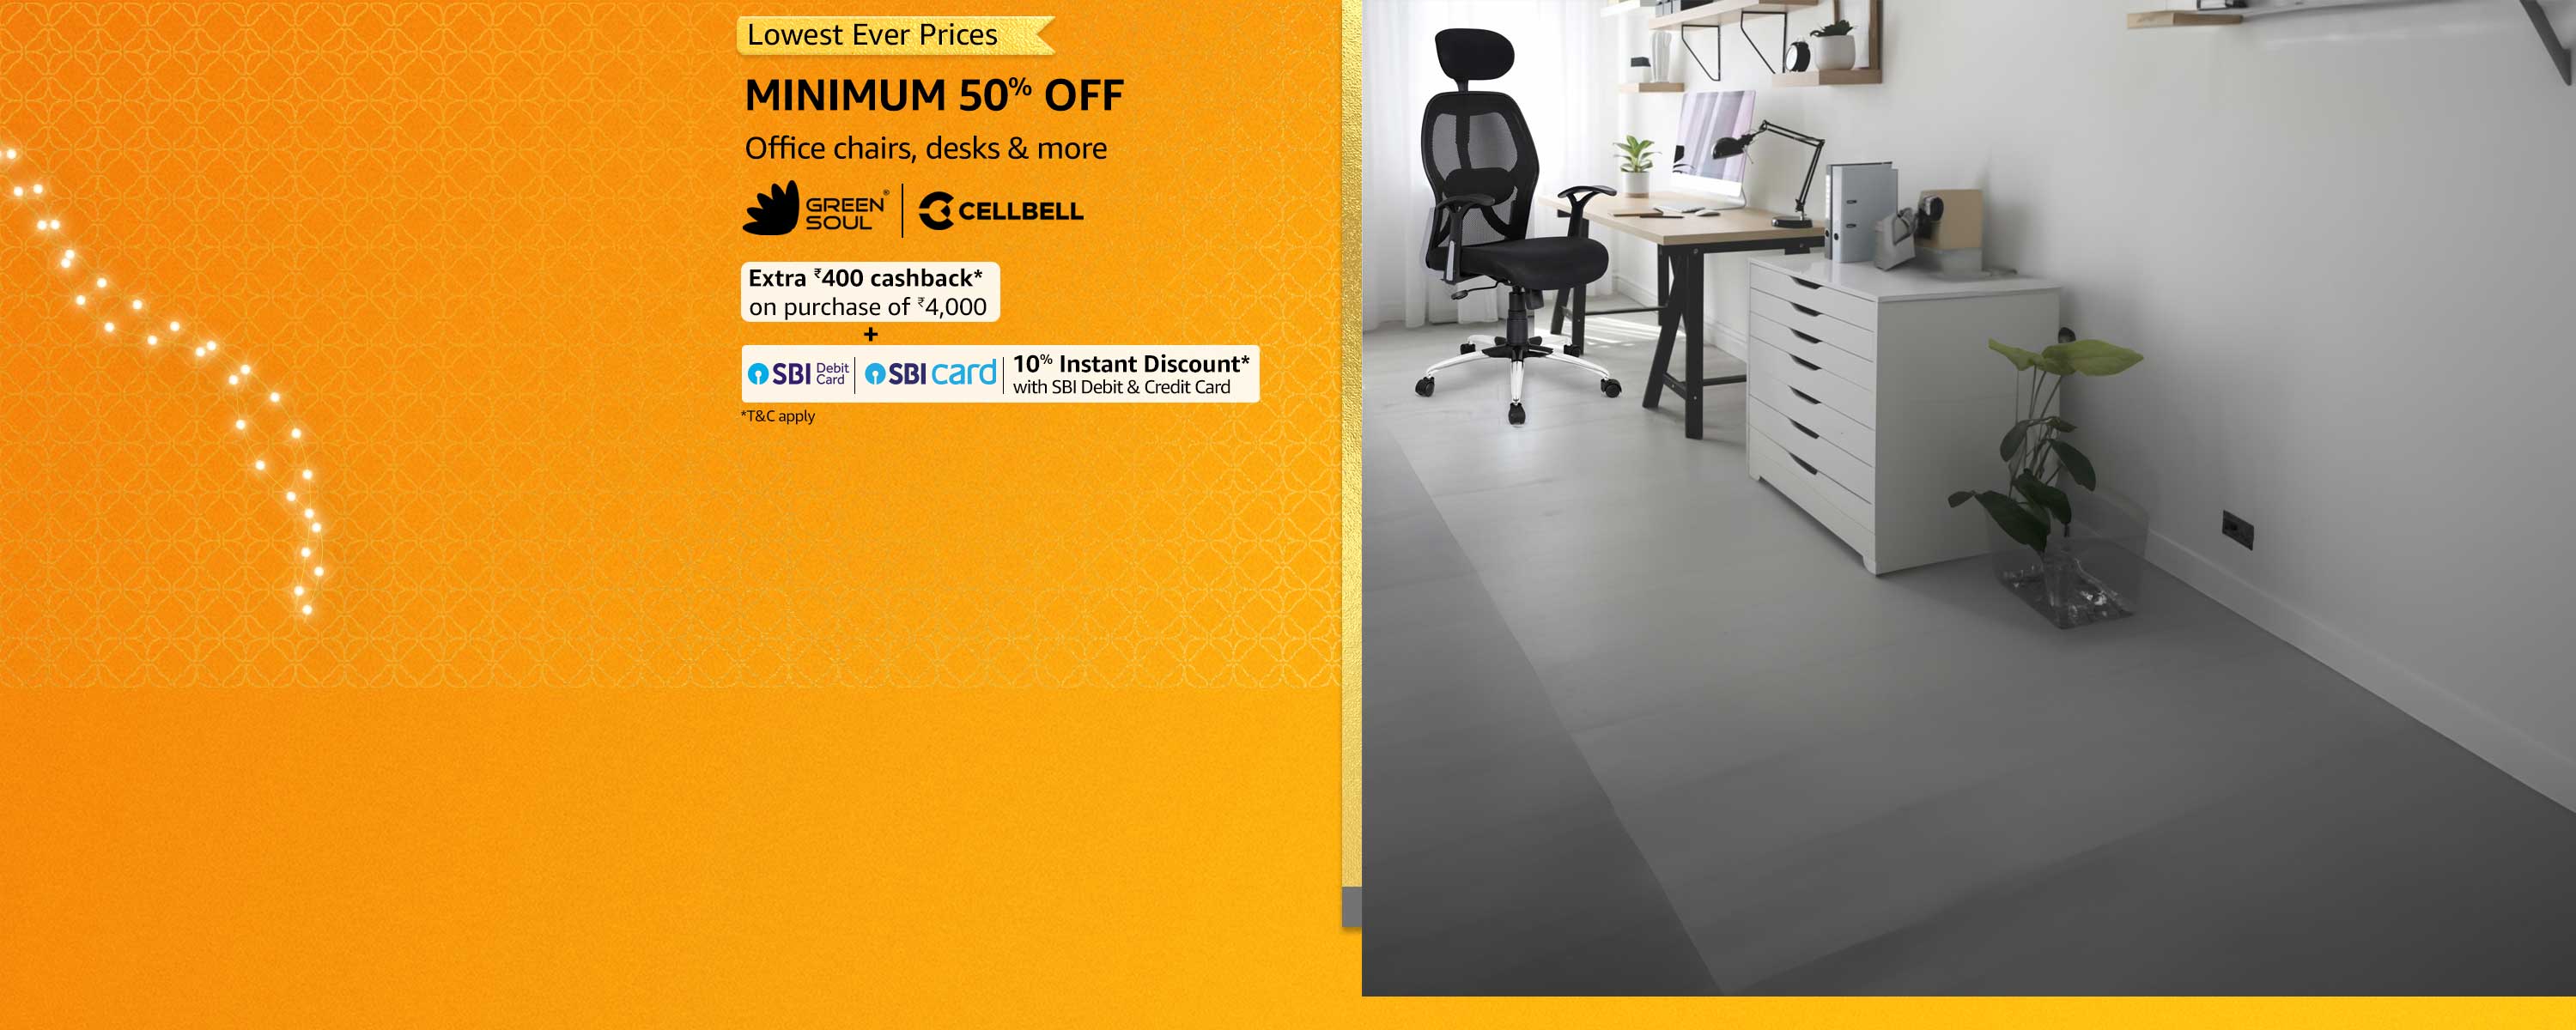 Lowest Ever Prices
MINIMUM 50% OFF
Office chairs, desks & more
GREEN SOUL® | CELLBELL
Extra ₹400 cashback*
on purchase of ₹4,000
+
SBI Debit Card | SBI card | 10% Instant Discount*
with SBI Debit & Credit Card
*T&C apply